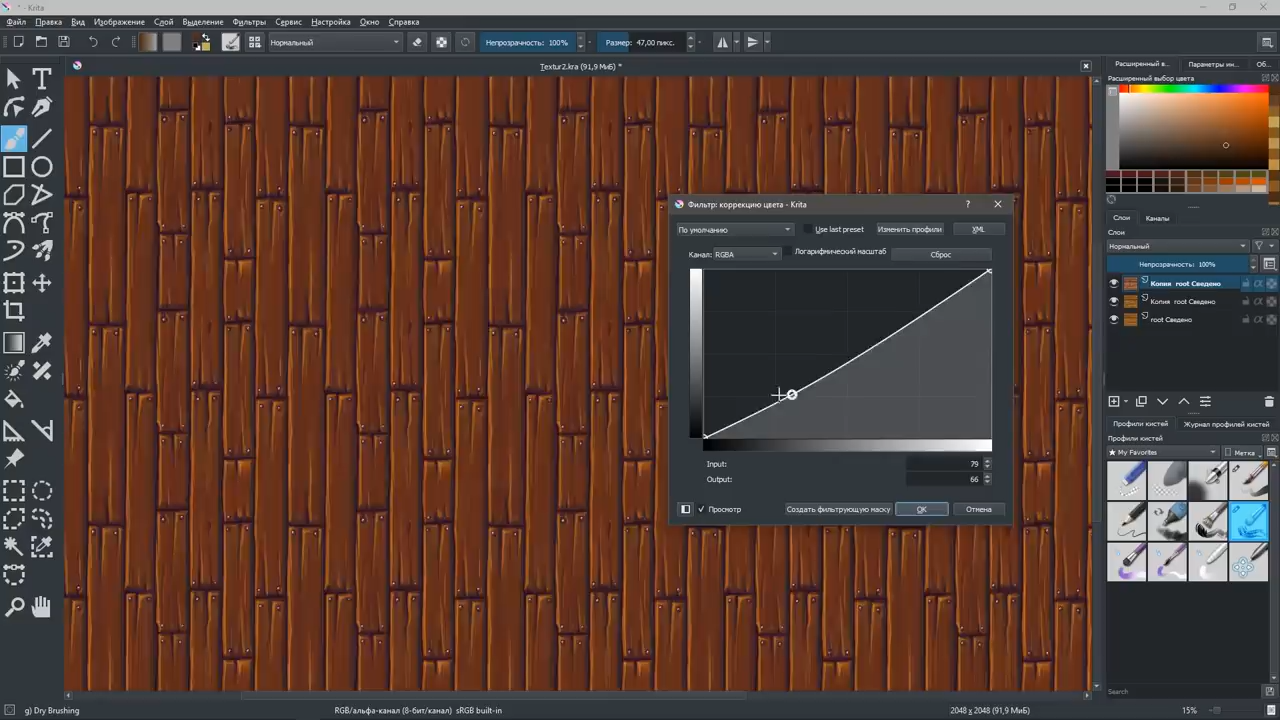 * - Krita
Файл Правка Вид Изображение Слой Выделение Фильтры Сервис Настройка Окно Справка
Нормальный Непрозрачность: 100% Размер: 47,00 пикс.
Textur2.kra (91,9 МиБ) *
Расширенный в... Параметры ин... Об...
Расширенный выбор цвета
Фильтр: коррекцию цвета - Krita ?
По умолчанию Use last preset Изменить профили XML
Канал: RGBA Логарифмический масштаб Сброс
Input: 79
Output: 66
Просмотр Создать фильтрующую маску OK Отмена
Слои Каналы
Слои
Нормальный
Непрозрачность: 100%
Копия root Сведено
Копия root Сведено
root Сведено
Профили кистей Журнал профилей кистей
Профили кистей
★ My Favorites Метка
Search
g) Dry Brushing RGB/альфа-канал (8-бит/канал) sRGB built-in 2048 x 2048 (91,9 МиБ) 15%